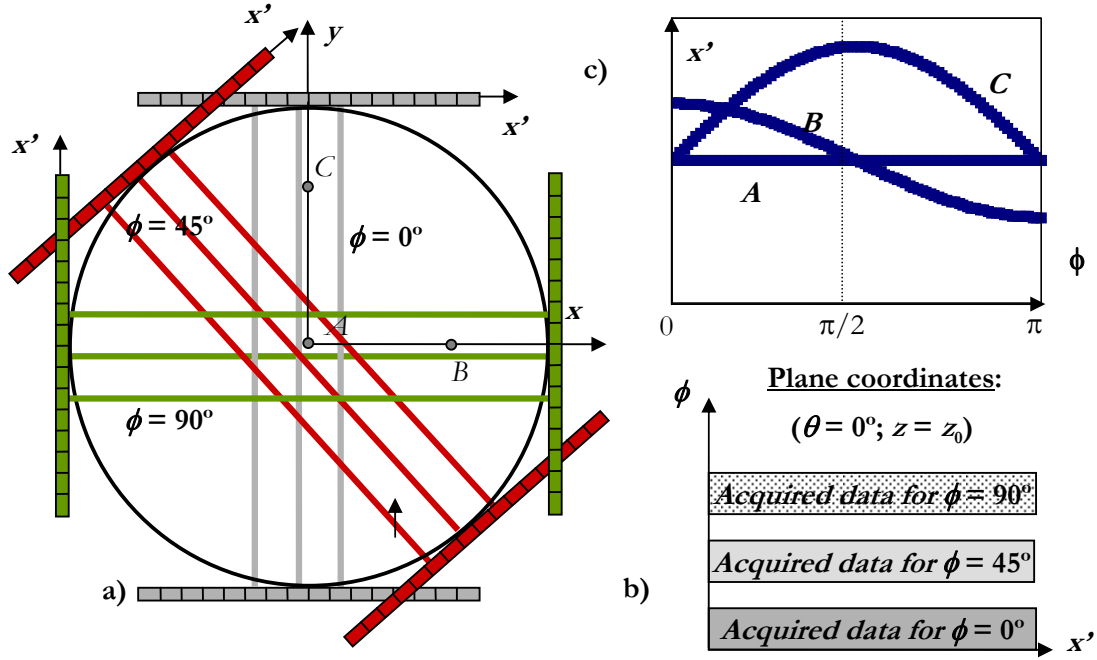 x'
y
x'
x'
C
ϕ = 45º
ϕ = 0º
x
A
B
ϕ = 90º
a)
c)
x'
C
B
A
ϕ
0
π/2
π
Plane coordinates:
(θ = 0º; z = z₀)
ϕ
Acquired data for ϕ = 90º
Acquired data for ϕ = 45º
b)
Acquired data for ϕ = 0º
x'